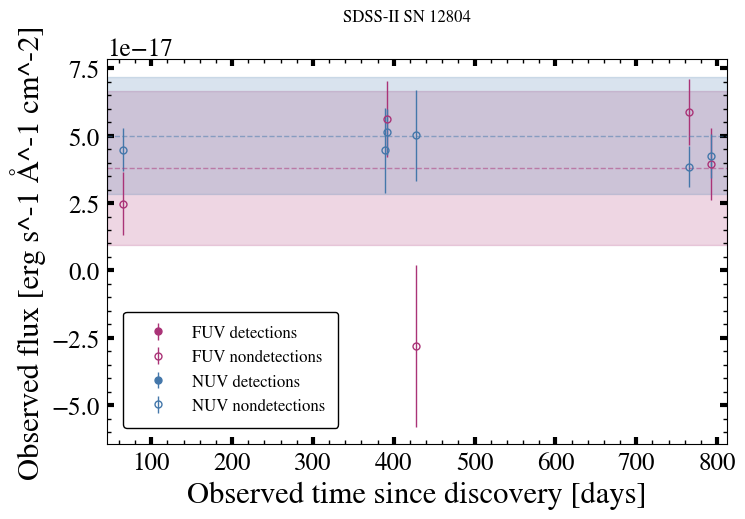 SDSS-II SN 12804
1e−17
7.5
5.0
2.5
0.0
−2.5
−5.0
Observed flux [erg s^-1 Å^-1 cm^-2]
FUV detections
FUV nondetections
NUV detections
NUV nondetections
100 200 300 400 500 600 700 800
Observed time since discovery [days]